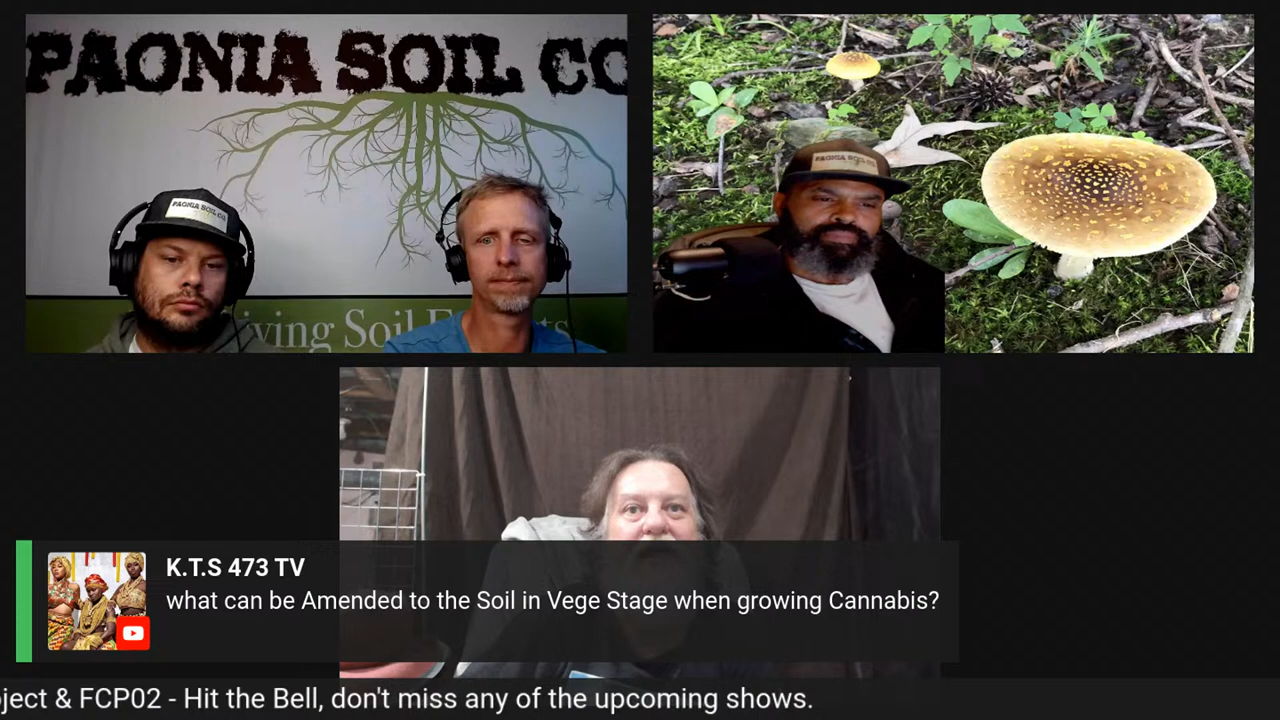 PAONIA SOIL CO
PAONIA SOIL CO
PAONIA SOIL CO
iving Soil E
ts
K.T.S 473 TV
what can be Amended to the Soil in Vege Stage when growing Cannabis?
ject & FCP02 - Hit the Bell, don't miss any of the upcoming shows.